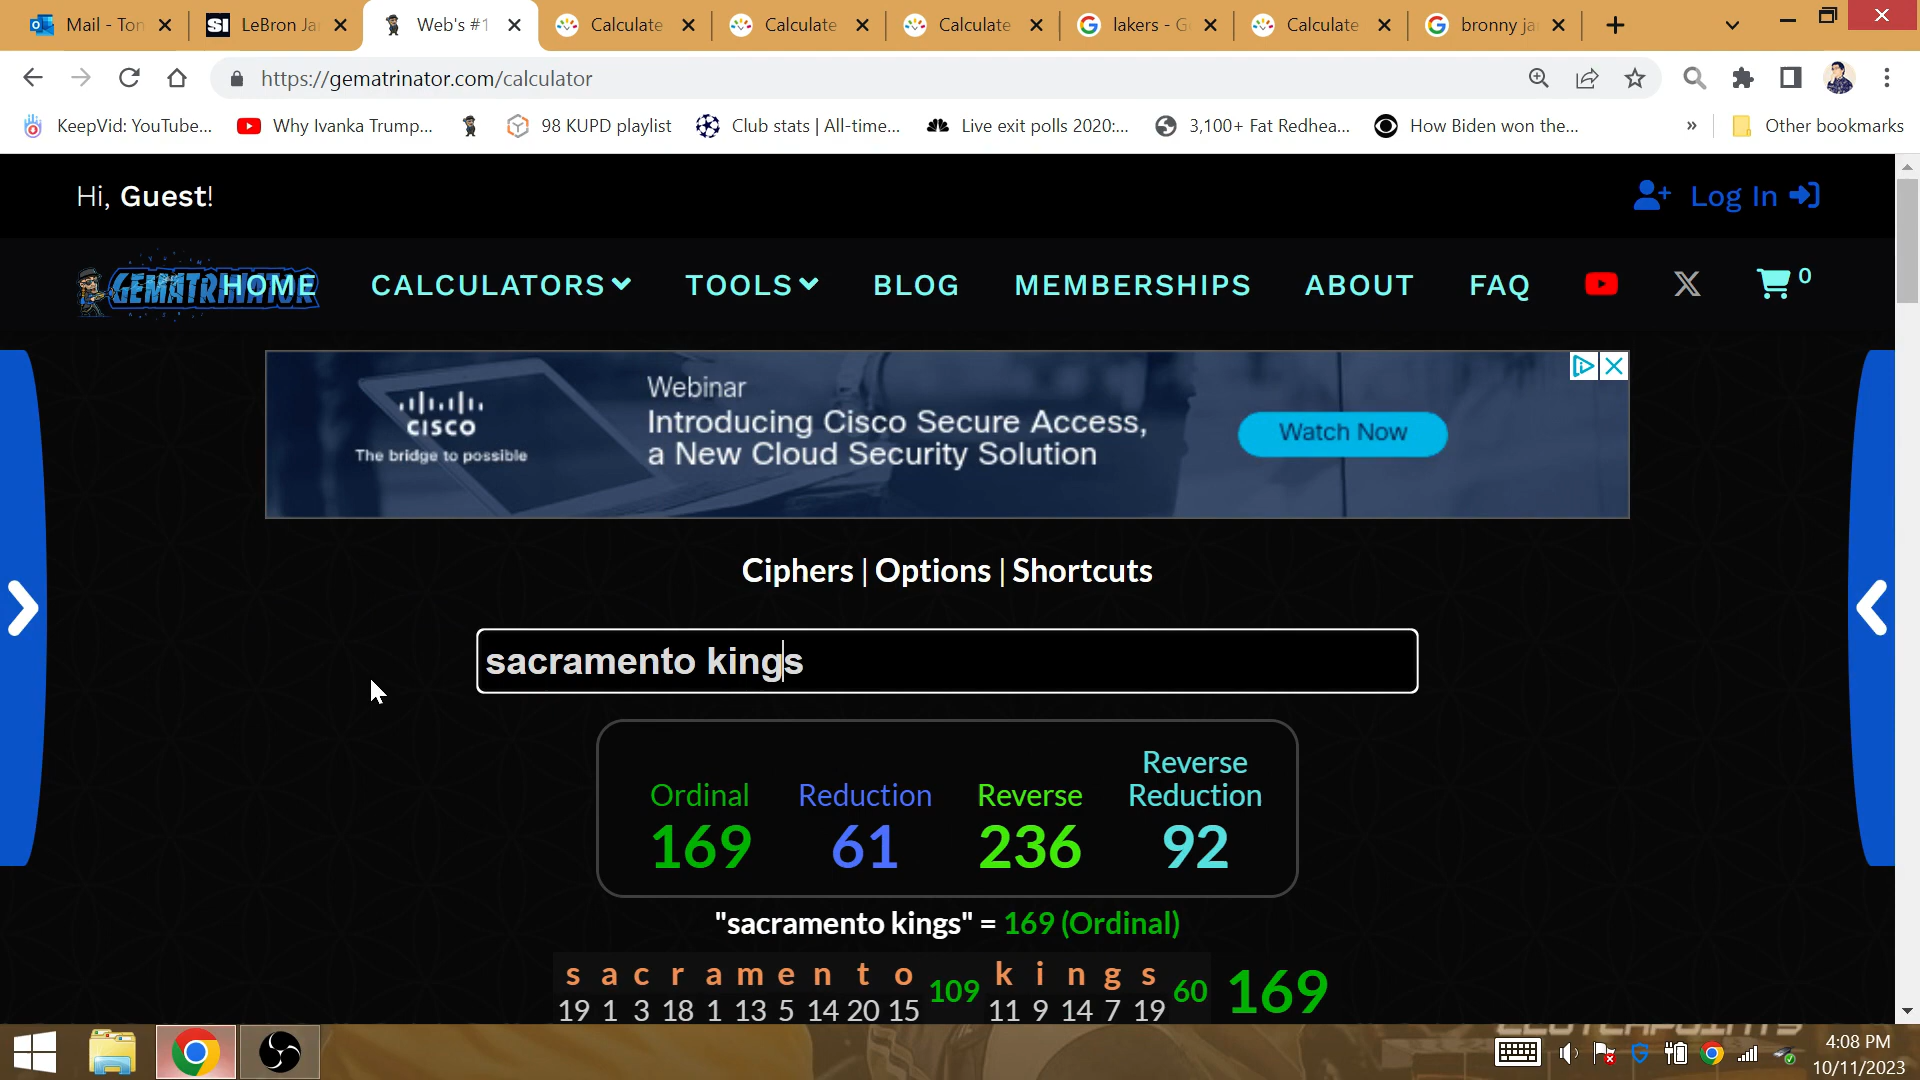 Mail - Ton
LeBron Ja
Web's #1
Calculate
Calculate
Calculate
lakers - G
Calculate
bronny ja
https://gematrinator.com/calculator
KeepVid: YouTube...
Why Ivanka Trump...
98 KUPD playlist
Club stats | All-time...
Live exit polls 2020:...
3,100+ Fat Redhea...
How Biden won the...
»
Other bookmarks
Hi, Guest!
Log In
GEMATRINATOR
HOME
CALCULATORS
TOOLS
BLOG
MEMBERSHIPS
ABOUT
FAQ
0
CISCO
The bridge to possible
Webinar
Introducing Cisco Secure Access,
a New Cloud Security Solution
Watch Now
Ciphers | Options | Shortcuts
sacramento kings
Ordinal
169
Reduction
61
Reverse
236
Reverse
Reduction
92
"sacramento kings" = 169 (Ordinal)
s a c r a m e n t o 109 k i n g s 60 169
19 1 3 18 1 13 5 14 20 15 11 9 14 7 19
CLUTCHPOINTS
4:08 PM
10/11/2023